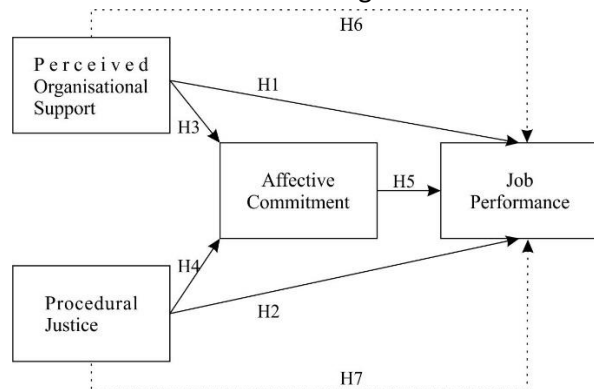 H6
Perceived
Organisational
Support
H1
H3
Affective
Commitment
H5
Job
Performance
H4
Procedural
Justice
H2
H7